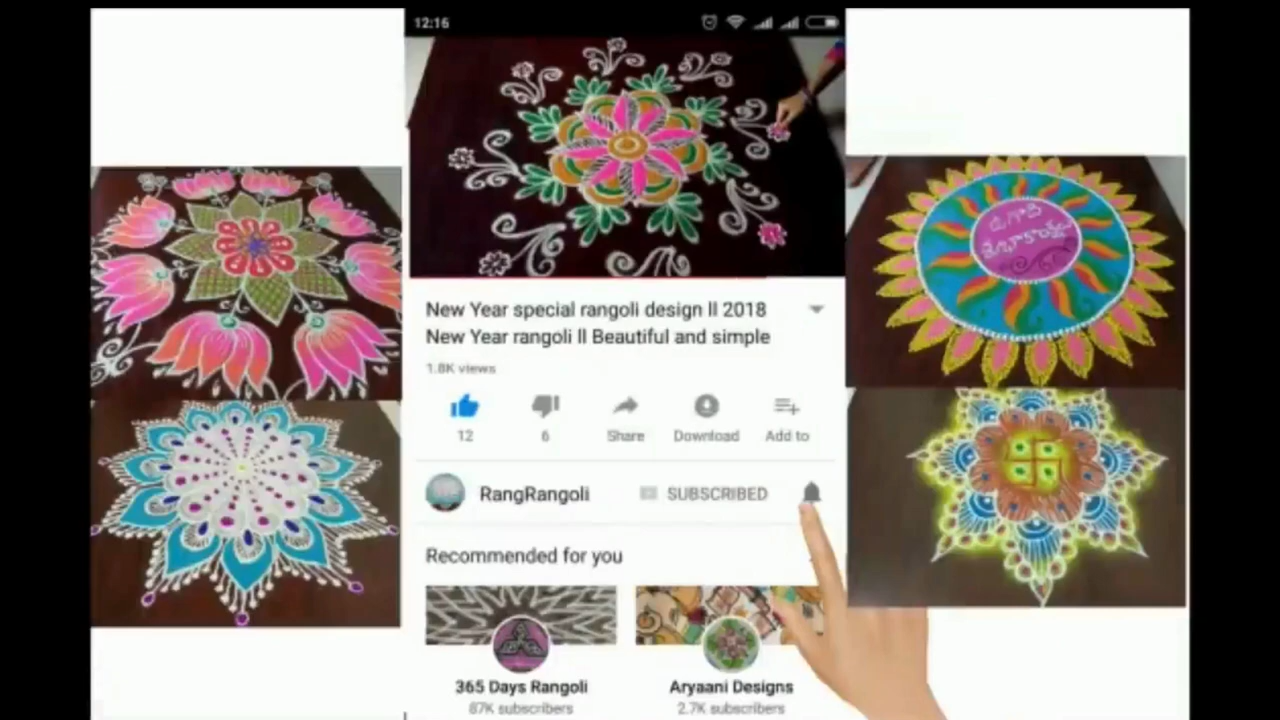 12:16
New Year special rangoli design ll 2018
New Year rangoli ll Beautiful and simple
1.8K views
12
6
Share
Download
Add to
RangRangoli
SUBSCRIBED
Recommended for you
365 Days Rangoli
Aryaani Designs
87K subscribers
2.7K subscribers